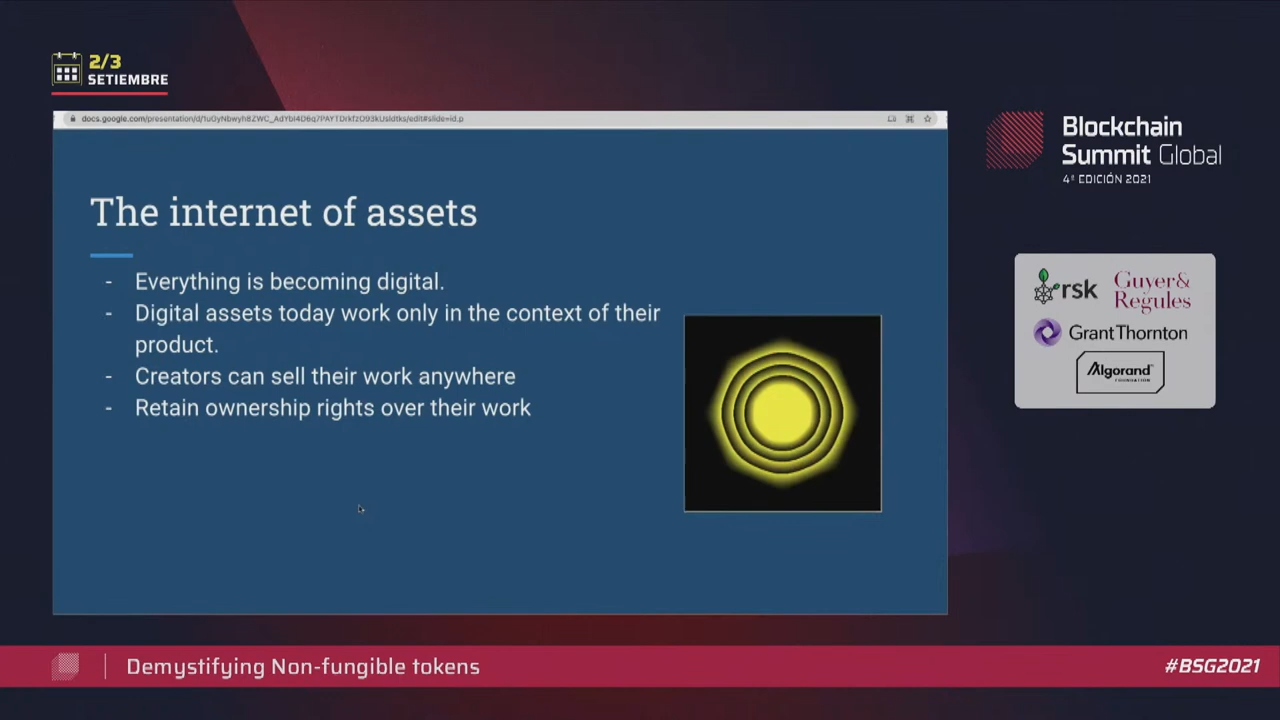 2/3
SETIEMBRE
The internet of assets
- Everything is becoming digital.
- Digital assets today work only in the context of their
product.
- Creators can sell their work anywhere
- Retain ownership rights over their work
Blockchain
Summit Global
4ª EDICIÓN 2021
rsk
Guyer&
Regules
GrantThornton
Algorand
FOUNDATION
Demystifying Non-fungible tokens
#BSG2021